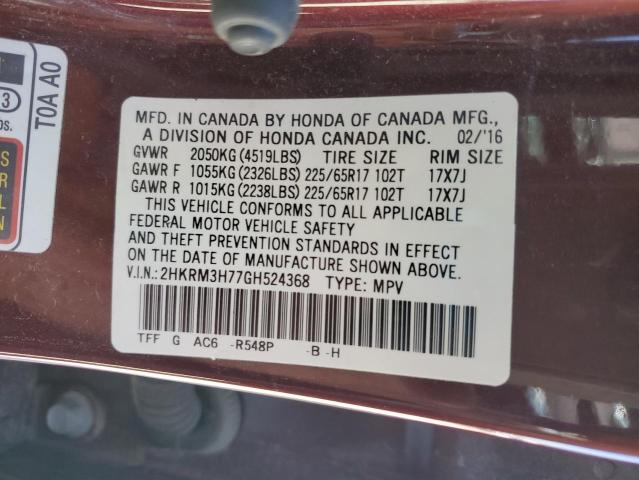 MFD. IN CANADA BY HONDA OF CANADA MFG.,
A DIVISION OF HONDA CANADA INC. 02/'16
GVWR 2050KG (4519LBS) TIRE SIZE RIM SIZE
GAWR F 1055KG (2326LBS) 225/65R17 102T 17X7J
GAWR R 1015KG (2238LBS) 225/65R17 102T 17X7J
THIS VEHICLE CONFORMS TO ALL APPLICABLE
FEDERAL MOTOR VEHICLE SAFETY
AND THEFT PREVENTION STANDARDS IN EFFECT
ON THE DATE OF MANUFACTURE SHOWN ABOVE.
V.I.N.: 2HKRM3H77GH524368 TYPE: MPV
TFF G AC6 -R548P -B -H
T0A A0
3